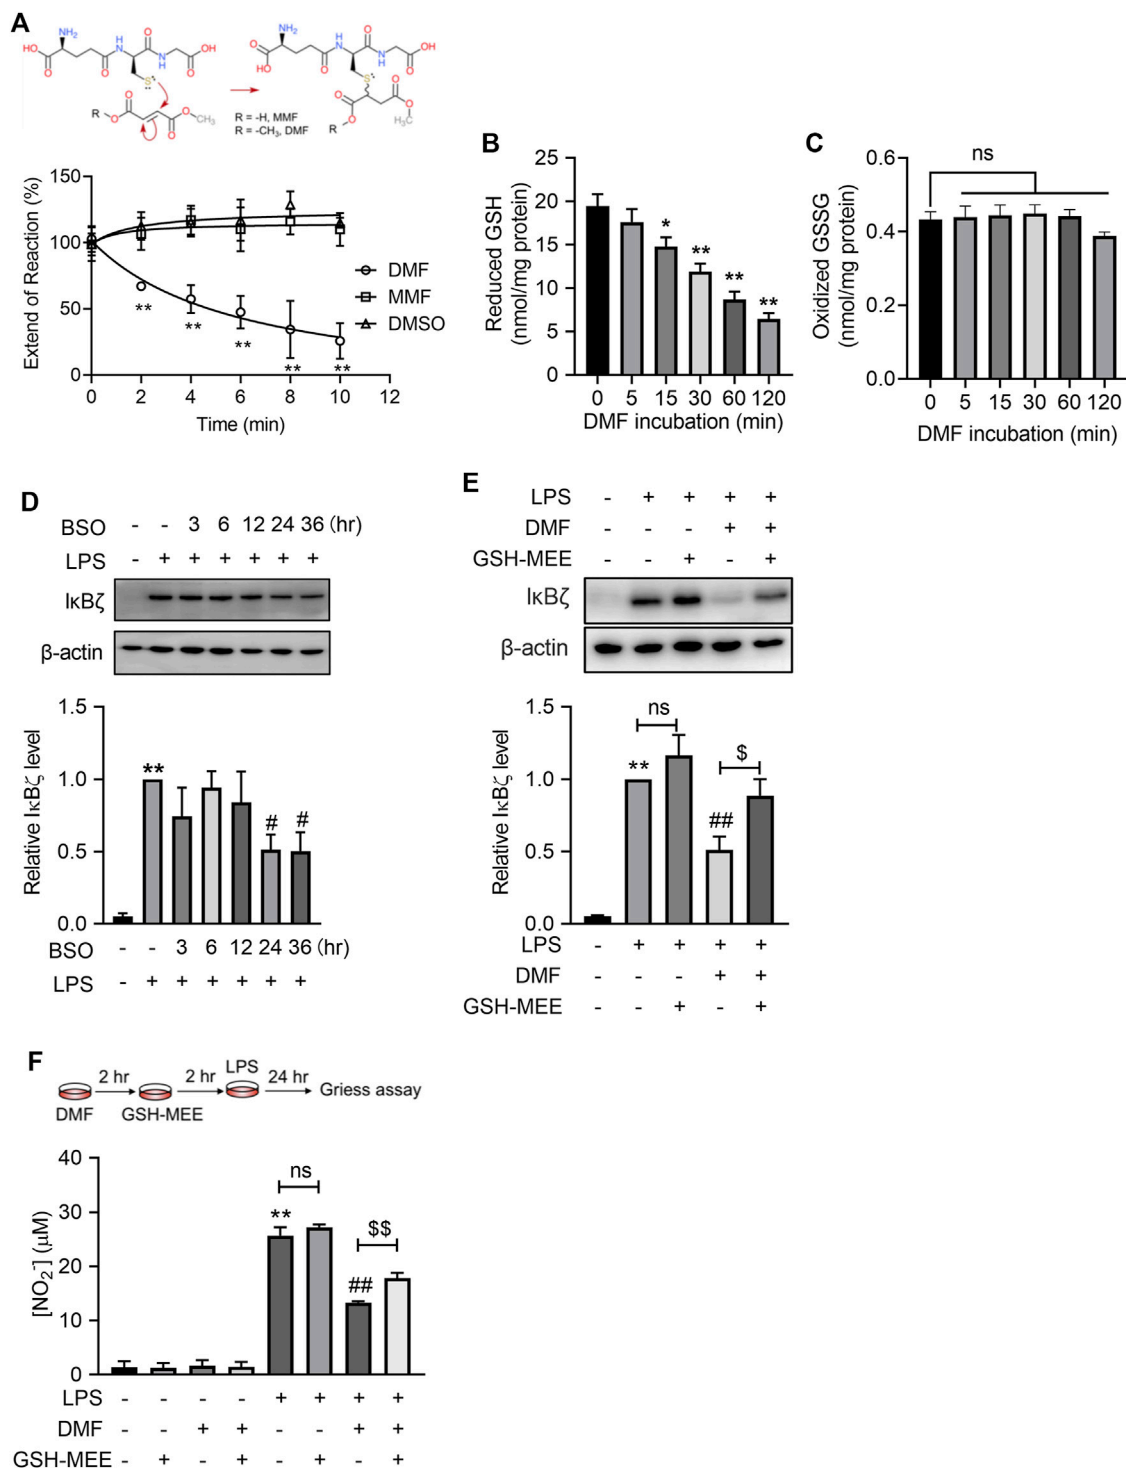 A
NH2
HO
O
O
H
N
N
H
O
O
OH
S
R
O
O
O
O
CH3
R = -H, MMF
R = -CH3, DMF
NH2
O
O
H
N
N
H
O
OH
O
OH
S
O
O
CH3
O
R
O
H3C
Extend of Reaction (%)
150
100
50
0
** ** ** ** **
DMF
MMF
DMSO
0 2 4 6 8 10 12
Time (min)
B
Reduced GSH
(nmol/mg protein)
25
20
15
10
5
0
* ** ** **
0 5 15 30 60 120
DMF incubation (min)
C
Oxidized GSSG
(nmol/mg protein)
0.6
0.4
0.2
0.0
ns
0 5 15 30 60 120
DMF incubation (min)
D
BSO - - 3 6 12 24 36 (hr)
LPS - + + + + + +
IκBζ
β-actin
Relative IκBζ level
1.5
1.0
0.5
0.0
** # #
BSO - - 3 6 12 24 36 (hr)
LPS - + + + + + +
E
LPS - + + + +
DMF - - - + +
GSH-MEE - - + - +
IκBζ
β-actin
Relative IκBζ level
1.5
1.0
0.5
0.0
ns
** ## $
LPS - + + + +
DMF - - - + +
GSH-MEE - - + - +
F
DMF
2 hr
GSH-MEE
2 hr
LPS
24 hr
Griess assay
[NO2-] (μM)
40
30
20
10
0
ns
** ## $$
LPS - - - - + + + +
DMF - - + + - - + +
GSH-MEE - + - + - + - +